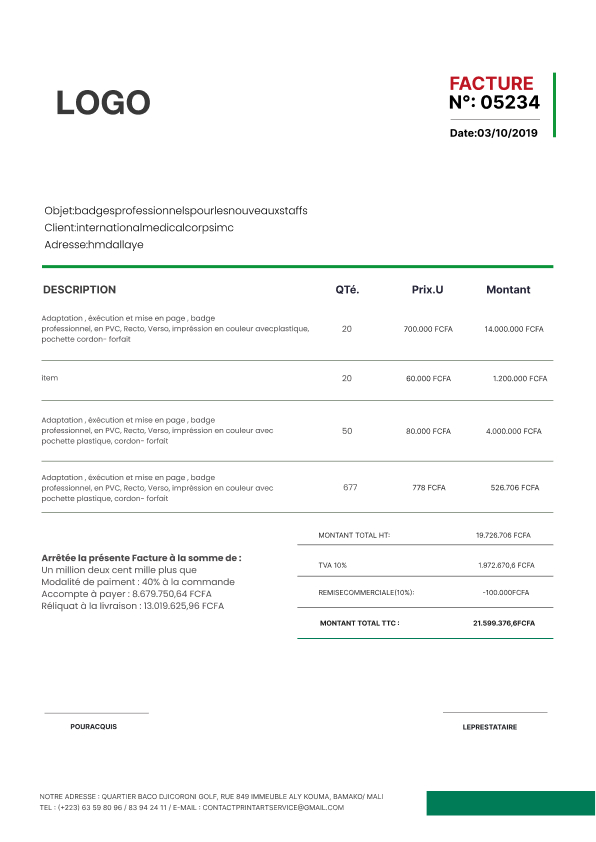 LOGO
FACTURE
N°: 05234
Date:03/10/2019
Objet:badgesprofessionnelspourlesnouveauxstaffs
Client:internationalmedicalcorpsimc
Adresse:hmdallaye
DESCRIPTION QTé. Prix.U Montant
Adaptation , éxécution et mise en page , badge
professionnel, en PVC, Recto, Verso, impréssion en couleur avecplastique,
pochette cordon- forfait
20 700.000 FCFA 14.000.000 FCFA
item 20 60.000 FCFA 1.200.000 FCFA
Adaptation , éxécution et mise en page , badge
professionnel, en PVC, Recto, Verso, impréssion en couleur avec
pochette plastique, cordon- forfait
50 80.000 FCFA 4.000.000 FCFA
Adaptation , éxécution et mise en page , badge
professionnel, en PVC, Recto, Verso, impréssion en couleur avec
pochette plastique, cordon- forfait
677 778 FCFA 526.706 FCFA
MONTANT TOTAL HT: 19.726.706 FCFA
TVA 10% 1.972.670,6 FCFA
REMISECOMMERCIALE(10%): -100.000FCFA
MONTANT TOTAL TTC : 21.599.376,6FCFA
Arrêtée la présente Facture à la somme de :
Un million deux cent mille plus que
Modalité de paiment : 40% à la commande
Accompte à payer : 8.679.750,64 FCFA
Réliquat à la livraison : 13.019.625,96 FCFA
POURACQUIS LEPRESTATAIRE
NOTRE ADRESSE : QUARTIER BACO DJICORONI GOLF, RUE 849 IMMEUBLE ALY KOUMA, BAMAKO/ MALI
TEL : (+223) 63 59 80 96 / 83 94 24 11 / E-MAIL : CONTACTPRINTARTSERVICE@GMAIL.COM